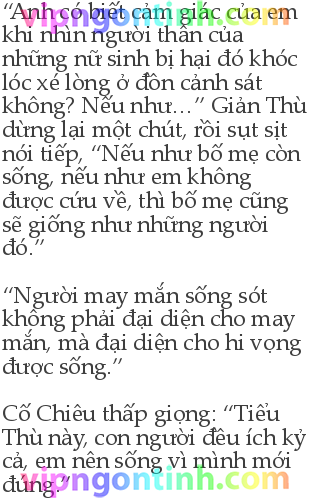 “Anh có biết cảm giác của em
khi nhìn người thân của
những nữ sinh bị hại đó khóc
lóc xé lòng ở đồn cảnh sát
không? Nếu như...” Giản Thù
dừng lại một chút, rồi sụt sịt
nói tiếp, “Nếu như bố mẹ còn
sống, nếu như em không
được cứu về, thì bố mẹ cũng
sẽ giống như những người
đó.”
“Người may mắn sống sót
không phải đại diện cho may
mắn, mà đại diện cho hi vọng
được sống.”
Cố Chiêu thấp giọng: “Tiểu
Thù này, con người đều ích kỷ
cả, em nên sống vì mình mới
đúng.”
vipngontinh.com
vipngontinh.com